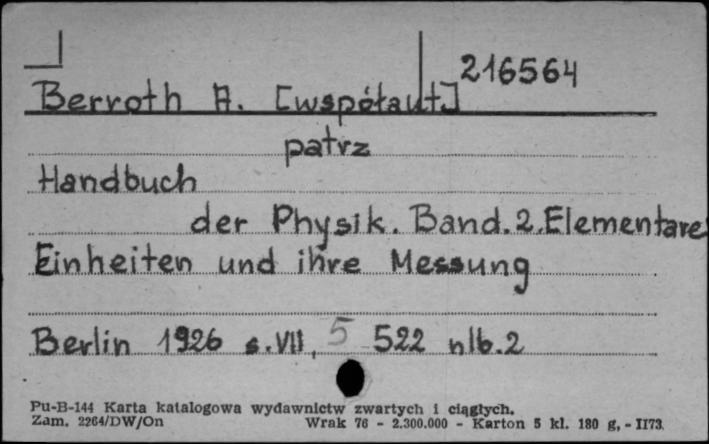 216564
Berroth A. [współaut]
patrz
Handbuch
der Physik. Band. 2. Elementare
Einheiten und ihre Messung
Berlin 1926 s. VII, 5 522 nlb. 2
Pu-B-144 Karta katalogowa wydawnictw zwartych i ciągłych.
Zam. 2264/DW/On Wrak 76 - 2.300.000 - Karton 5 kl. 180 g, - II73.